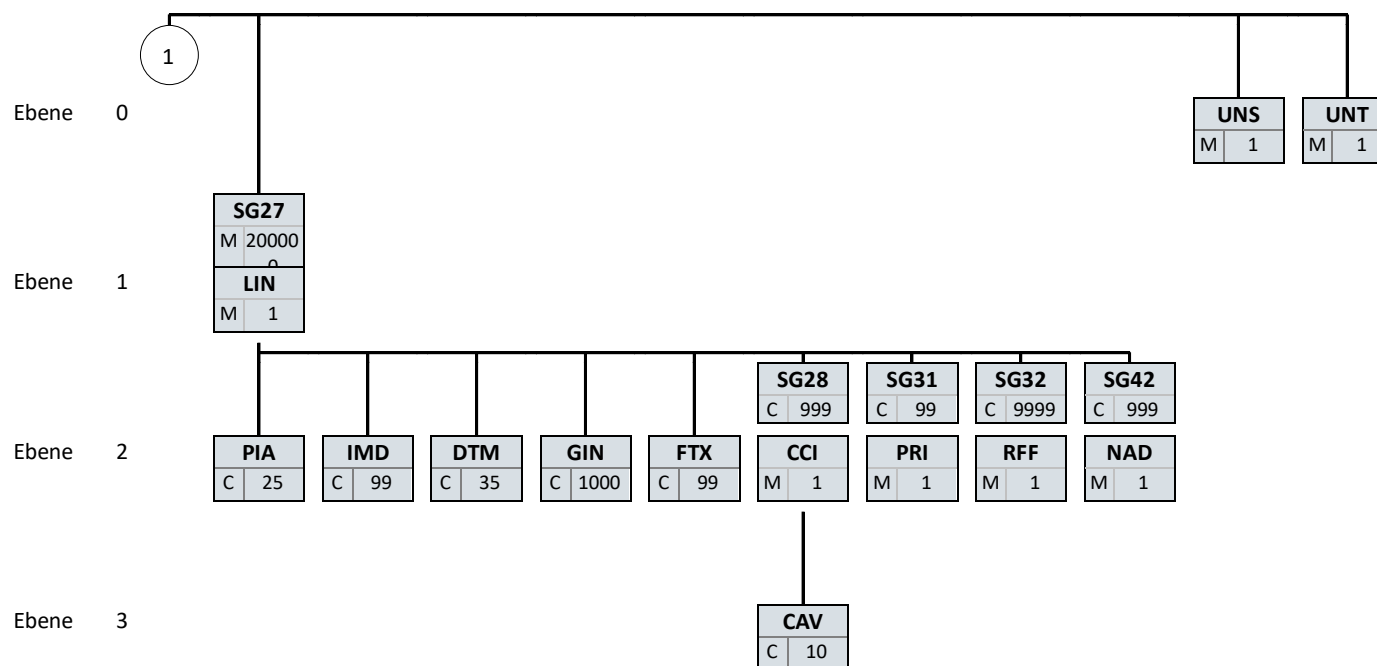 1
Ebene 0
UNS UNT
M 1 M 1
SG27
M 20000
0
Ebene 1
LIN
M 1
SG28 SG31 SG32 SG42
C 999 C 99 C 9999 C 999
Ebene 2
PIA IMD DTM GIN FTX CCI PRI RFF NAD
C 25 C 99 C 35 C 1000 C 99 M 1 M 1 M 1 M 1
Ebene 3
CAV
C 10